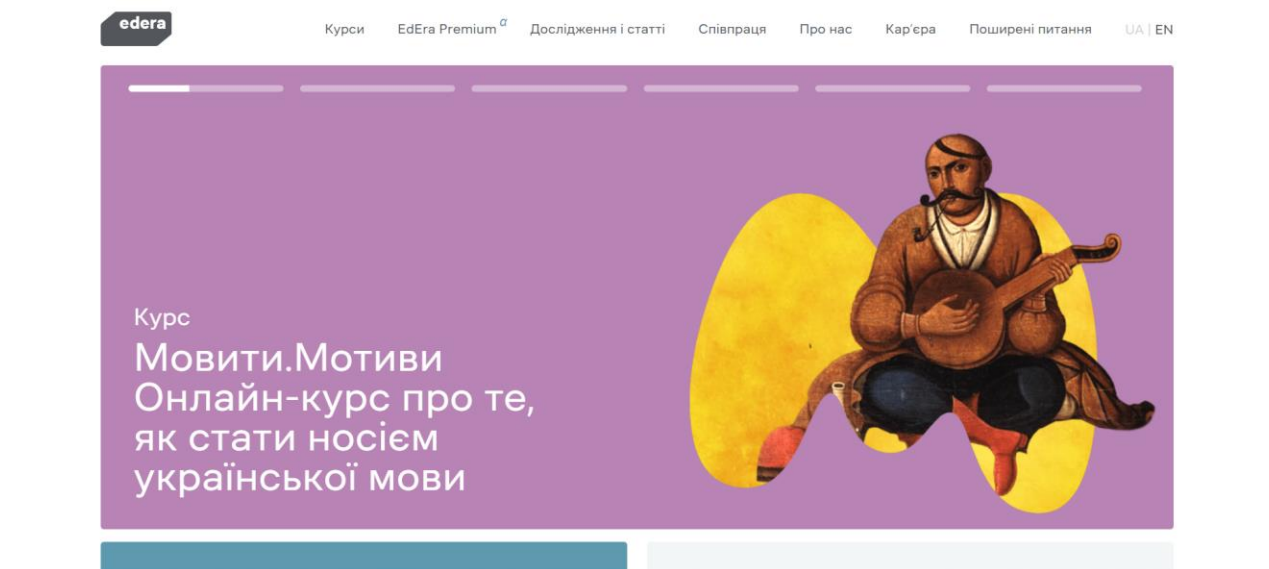 edera
Курси EdEra Premium α Дослідження і статті Співпраця Про нас Кар'єра Поширені питання UA | EN
Курс
Мовити.Мотиви
Онлайн-курс про те,
як стати носієм
української мови